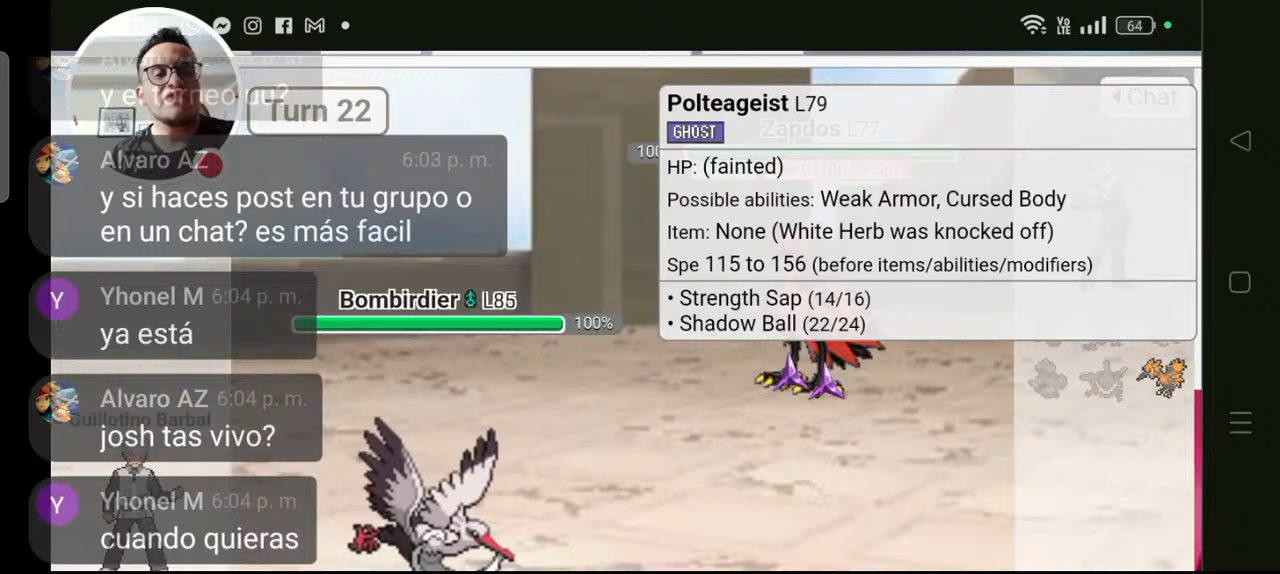 64
y el torneo uu?
Turn 22
Chat
Alvaro AZ 6:03 p. m.
y si haces post en tu grupo o
en un chat? es más facil
Yhonel M 6:04 p. m.
ya está
Alvaro AZ 6:04 p. m.
josh tas vivo?
Yhonel M 6:04 p. m.
cuando quieras
Guillotino Barbal
Bombirdier L85
100%
Zapdos L77
Polteageist L79
GHOST
HP: (fainted)
Possible abilities: Weak Armor, Cursed Body
Item: None (White Herb was knocked off)
Spe 115 to 156 (before items/abilities/modifiers)
• Strength Sap (14/16)
• Shadow Ball (22/24)